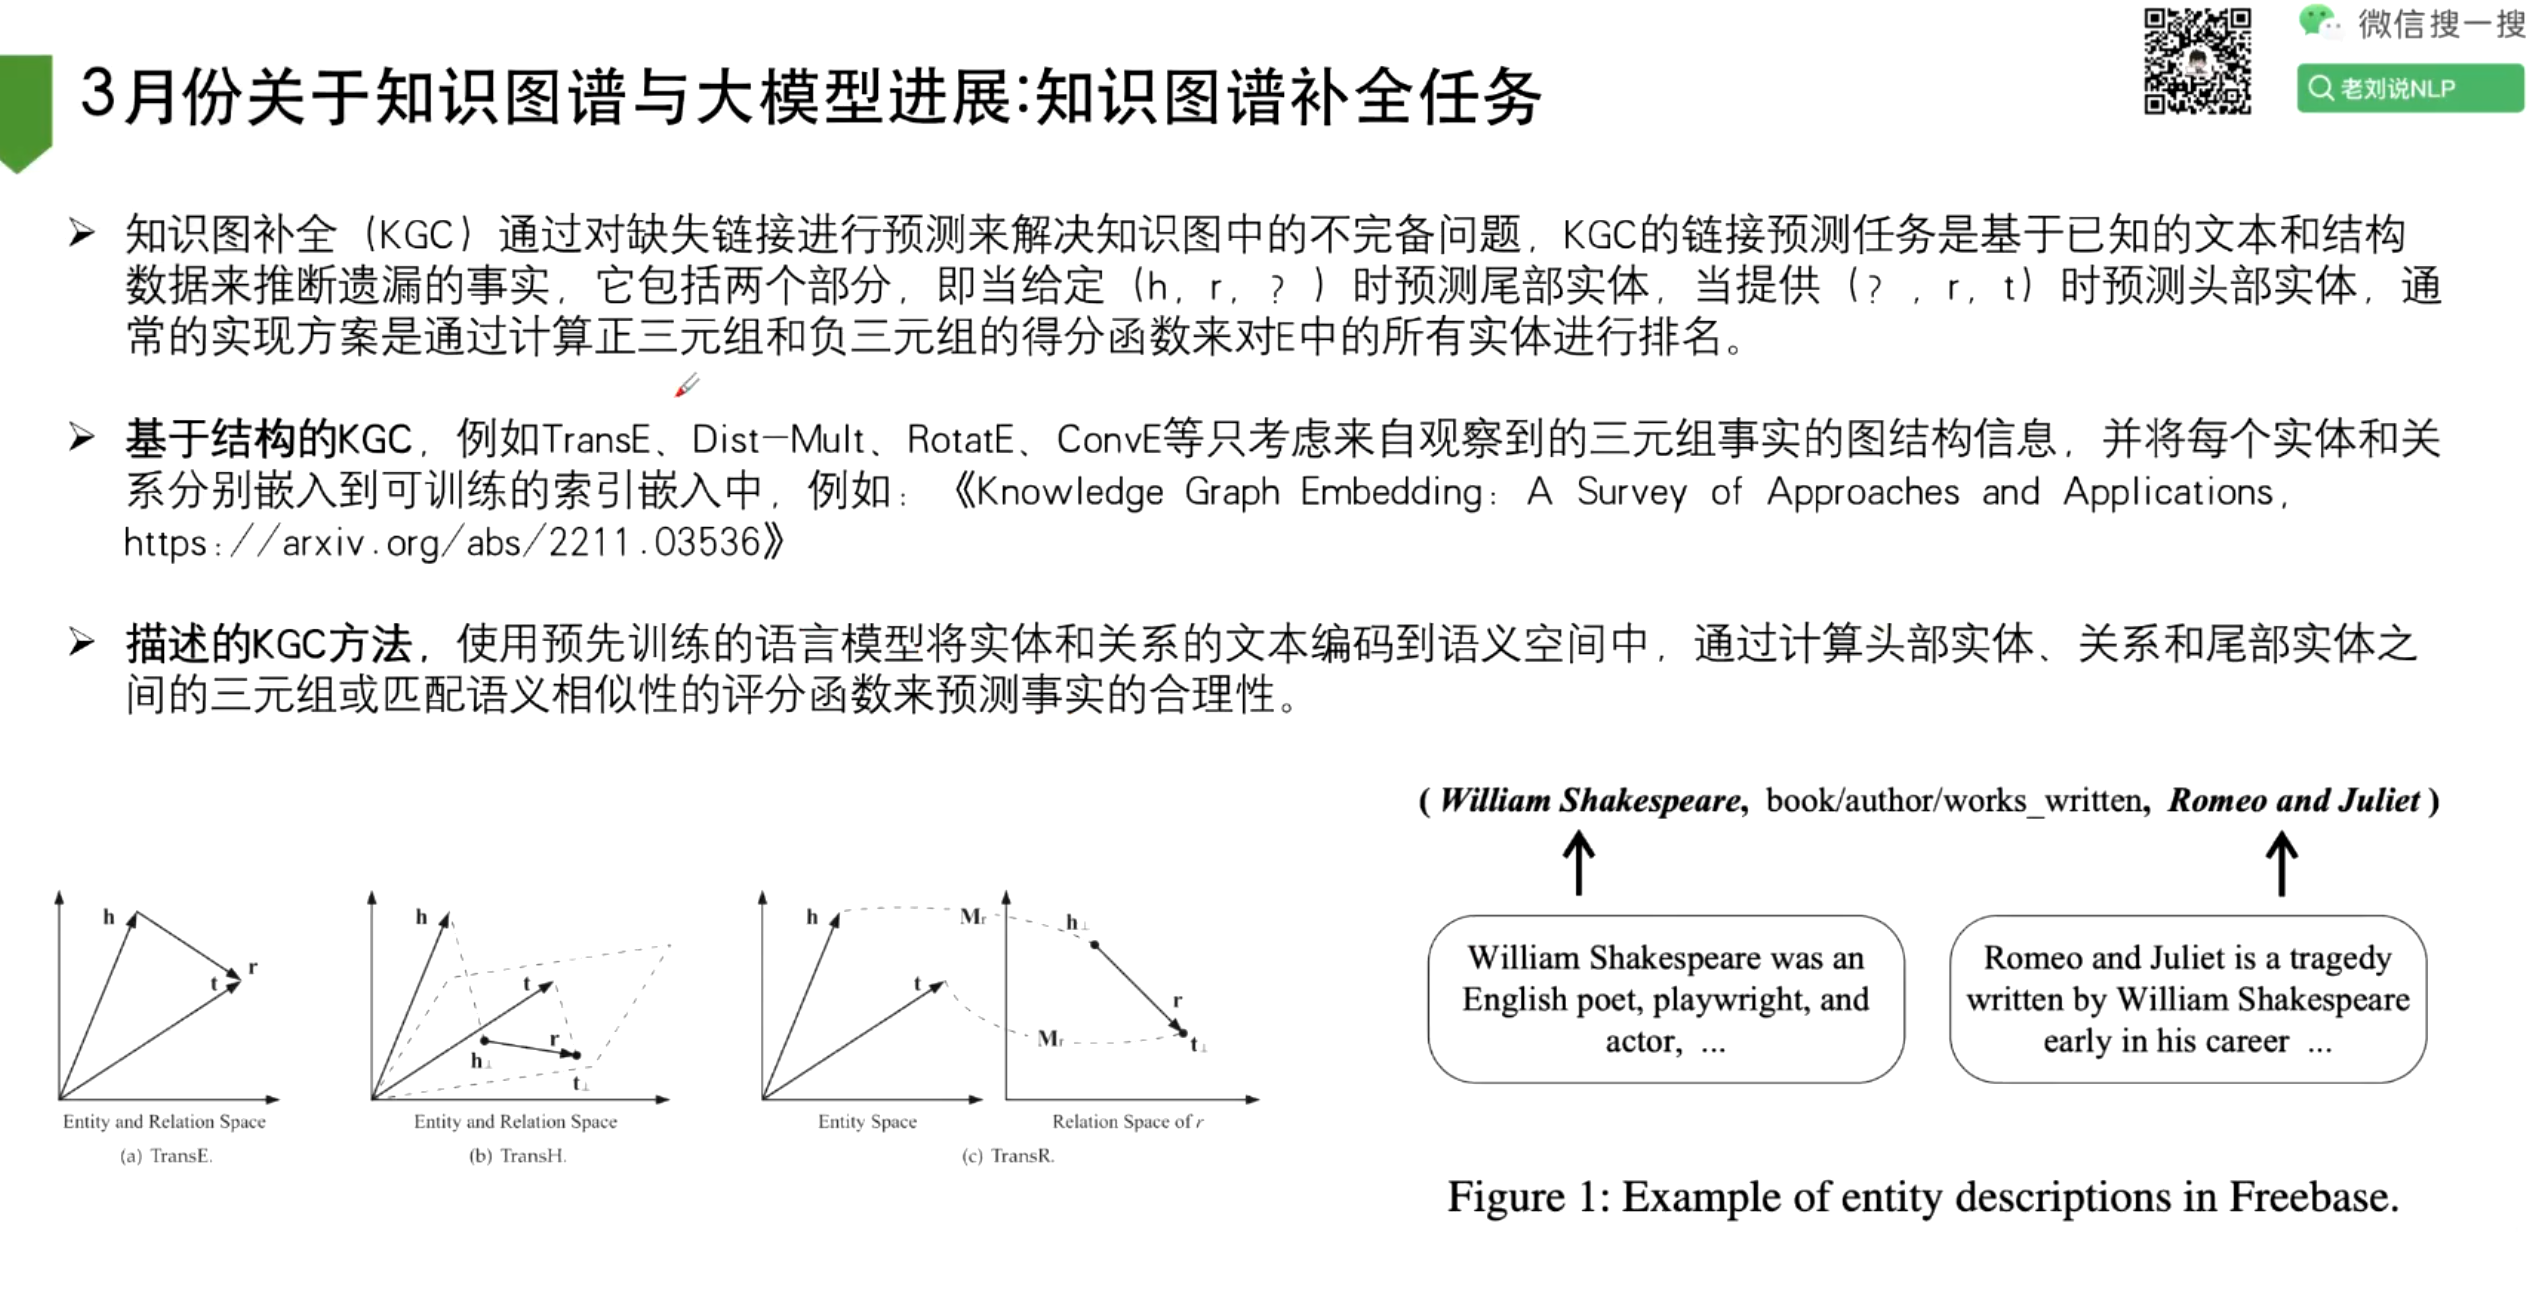 微信搜一搜
老刘说NLP
3月份关于知识图谱与大模型进展:知识图谱补全任务
➢ 知识图补全（KGC）通过对缺失链接进行预测来解决知识图中的不完备问题，KGC的链接预测任务是基于已知的文本和结构
数据来推断遗漏的事实，它包括两个部分，即当给定（h，r，？）时预测尾部实体，当提供（？，r，t）时预测头部实体，通
常的实现方案是通过计算正三元组和负三元组的得分函数来对E中的所有实体进行排名。
➢ 基于结构的KGC，例如TransE、Dist-Mult、RotatE、ConvE等只考虑来自观察到的三元组事实的图结构信息，并将每个实体和关
系分别嵌入到可训练的索引嵌入中，例如：《Knowledge Graph Embedding: A Survey of Approaches and Applications,
https://arxiv.org/abs/2211.03536》
➢ 描述的KGC方法，使用预先训练的语言模型将实体和关系的文本编码到语义空间中，通过计算头部实体、关系和尾部实体之
间的三元组或匹配语义相似性的评分函数来预测事实的合理性。
h
r
t
Entity and Relation Space
(a) TransE.
h
t
r
h⊥
t⊥
Entity and Relation Space
(b) TransH.
h
t
Mr
Mr
h⊥
r
t⊥
Entity Space
Relation Space of r
(c) TransR.
( William Shakespeare, book/author/works_written, Romeo and Juliet )
William Shakespeare was an
English poet, playwright, and
actor, ...
Romeo and Juliet is a tragedy
written by William Shakespeare
early in his career ...
Figure 1: Example of entity descriptions in Freebase.